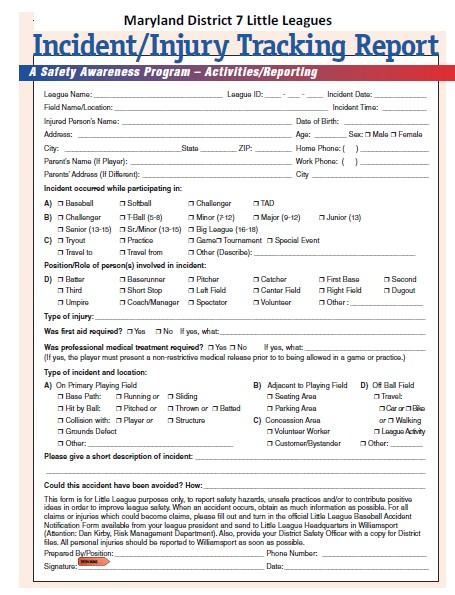 Maryland District 7 Little Leagues
Incident/Injury Tracking Report
A Safety Awareness Program – Activities/Reporting
League Name: League ID: - - Incident Date:
Field Name/Location: Incident Time:
Injured Person's Name: Date of Birth:
Address: Age: Sex: ☐ Male ☐ Female
City: State ZIP: Home Phone: ( )
Parent's Name (If Player): Work Phone: ( )
Parents' Address (If Different): City
Incident occurred while participating in:
A) ☐ Baseball ☐ Softball ☐ Challenger ☐ TAD
B) ☐ Challenger ☐ T-Ball (5-8) ☐ Minor (7-12) ☐ Major (9-12) ☐ Junior (13)
☐ Senior (13-15) ☐ Sr./Minor (13-15) ☐ Big League (16-18)
C) ☐ Tryout ☐ Practice ☐ Game ☐ Tournament ☐ Special Event
☐ Travel to ☐ Travel from ☐ Other (Describe):
Position/Role of person(s) involved in incident:
D) ☐ Batter ☐ Baserunner ☐ Pitcher ☐ Catcher ☐ First Base ☐ Second
☐ Third ☐ Short Stop ☐ Left Field ☐ Center Field ☐ Right Field ☐ Dugout
☐ Umpire ☐ Coach/Manager ☐ Spectator ☐ Volunteer ☐ Other :
Type of injury:
Was first aid required? ☐ Yes ☐ No If yes, what:
Was professional medical treatment required? ☐ Yes ☐ No If yes, what:
(If yes, the player must present a non-restrictive medical release prior to to being allowed in a game or practice.)
Type of incident and location:
A) On Primary Playing Field B) Adjacent to Playing Field D) Off Ball Field
☐ Base Path: ☐ Running or ☐ Sliding ☐ Seating Area ☐ Travel:
☐ Hit by Ball: ☐ Pitched or ☐ Thrown or ☐ Batted ☐ Parking Area ☐ Car or ☐ Bike
☐ Collision with: ☐ Player or ☐ Structure C) Concession Area or ☐ Walking
☐ Grounds Defect ☐ Volunteer Worker ☐ League Activity
☐ Other: ☐ Customer/Bystander ☐ Other:
Please give a short description of incident:
Could this accident have been avoided? How:
This form is for Little League purposes only, to report safety hazards, unsafe practices and/or to contribute positive
ideas in order to improve league safety. When an accident occurs, obtain as much information as possible. For all
claims or injuries which could become claims, please fill out and turn in the official Little League Baseball Accident
Notification Form available from your league president and send to Little League Headquarters in Williamsport
(Attention: Dan Kirby, Risk Management Department). Also, provide your District Safety Officer with a copy for District
files. All personal injuries should be reported to Williamsport as soon as possible.
Prepared By/Position: Phone Number:
Signature: Date: